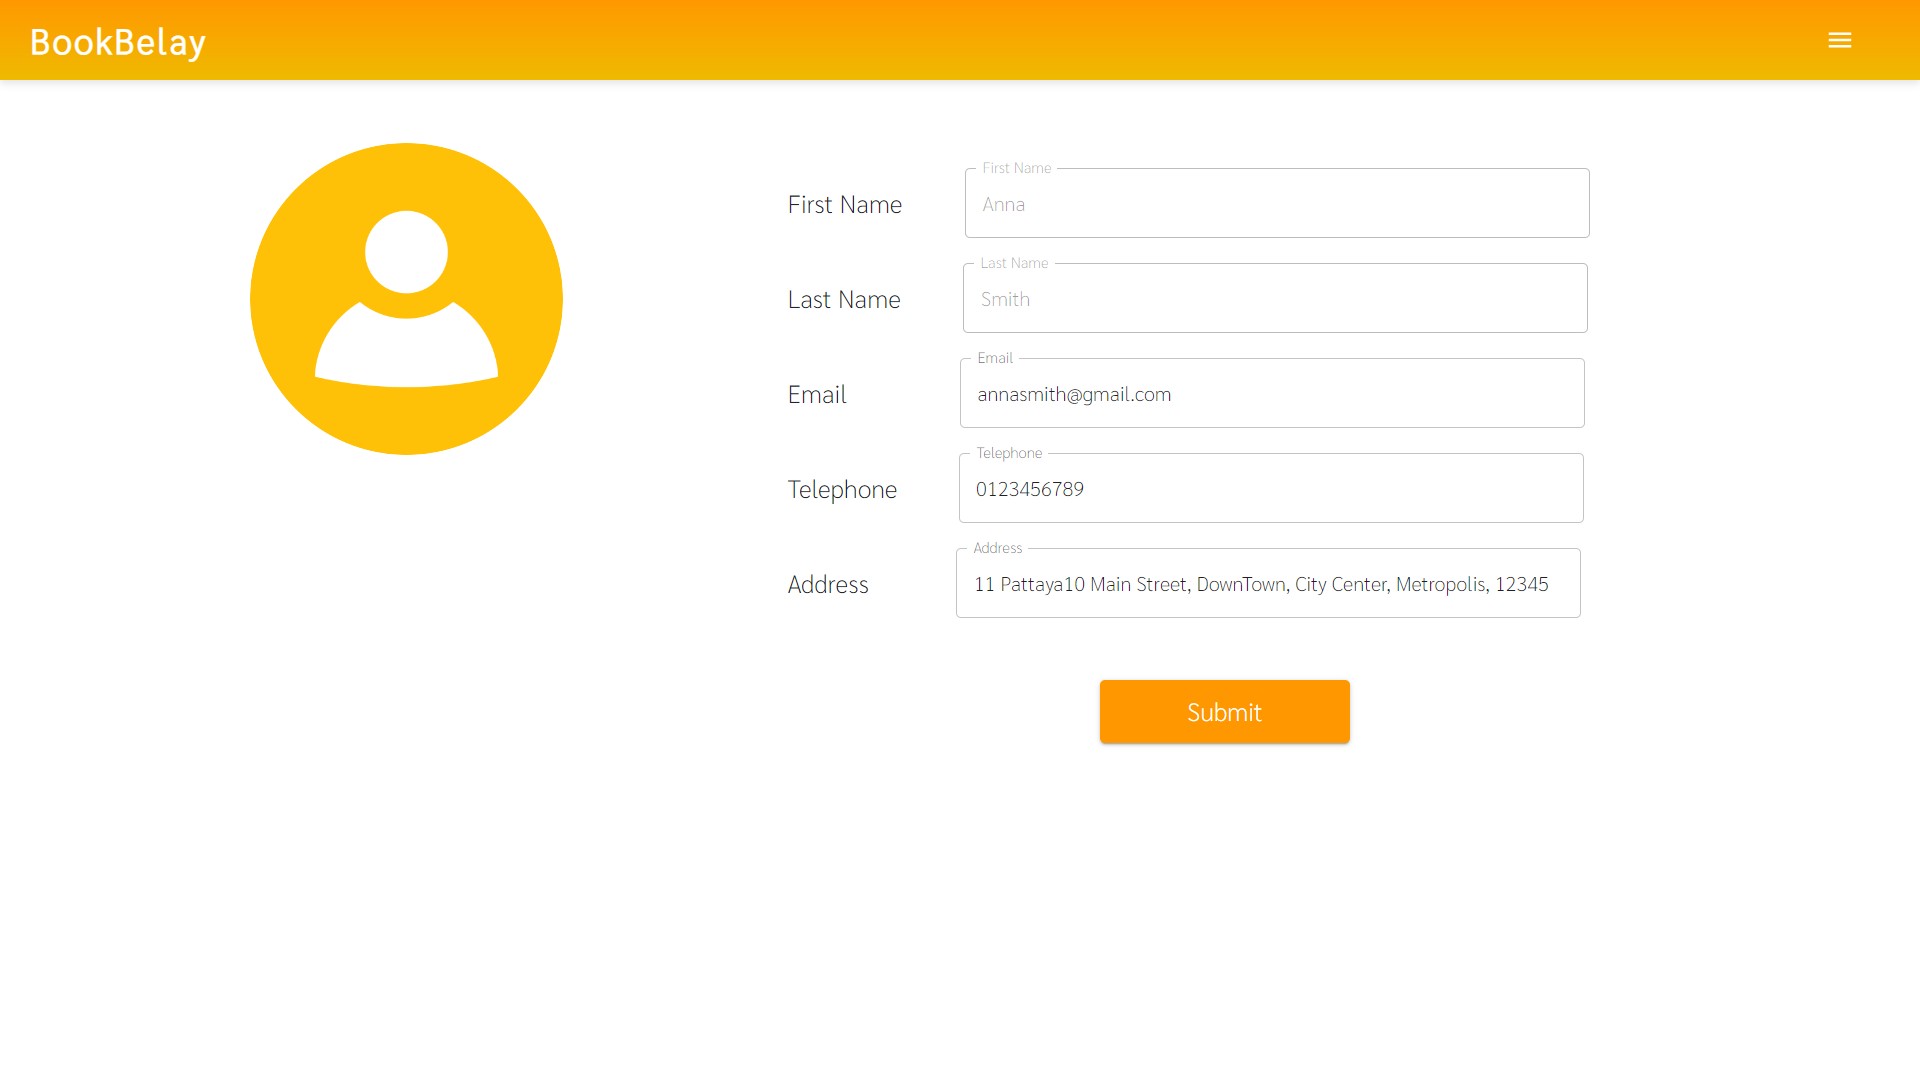 BookBelay
First Name
First Name
Anna
Last Name
Last Name
Smith
Email
Email
annasmith@gmail.com
Telephone
Telephone
0123456789
Address
Address
11 Pattaya10 Main Street, DownTown, City Center, Metropolis, 12345
Submit